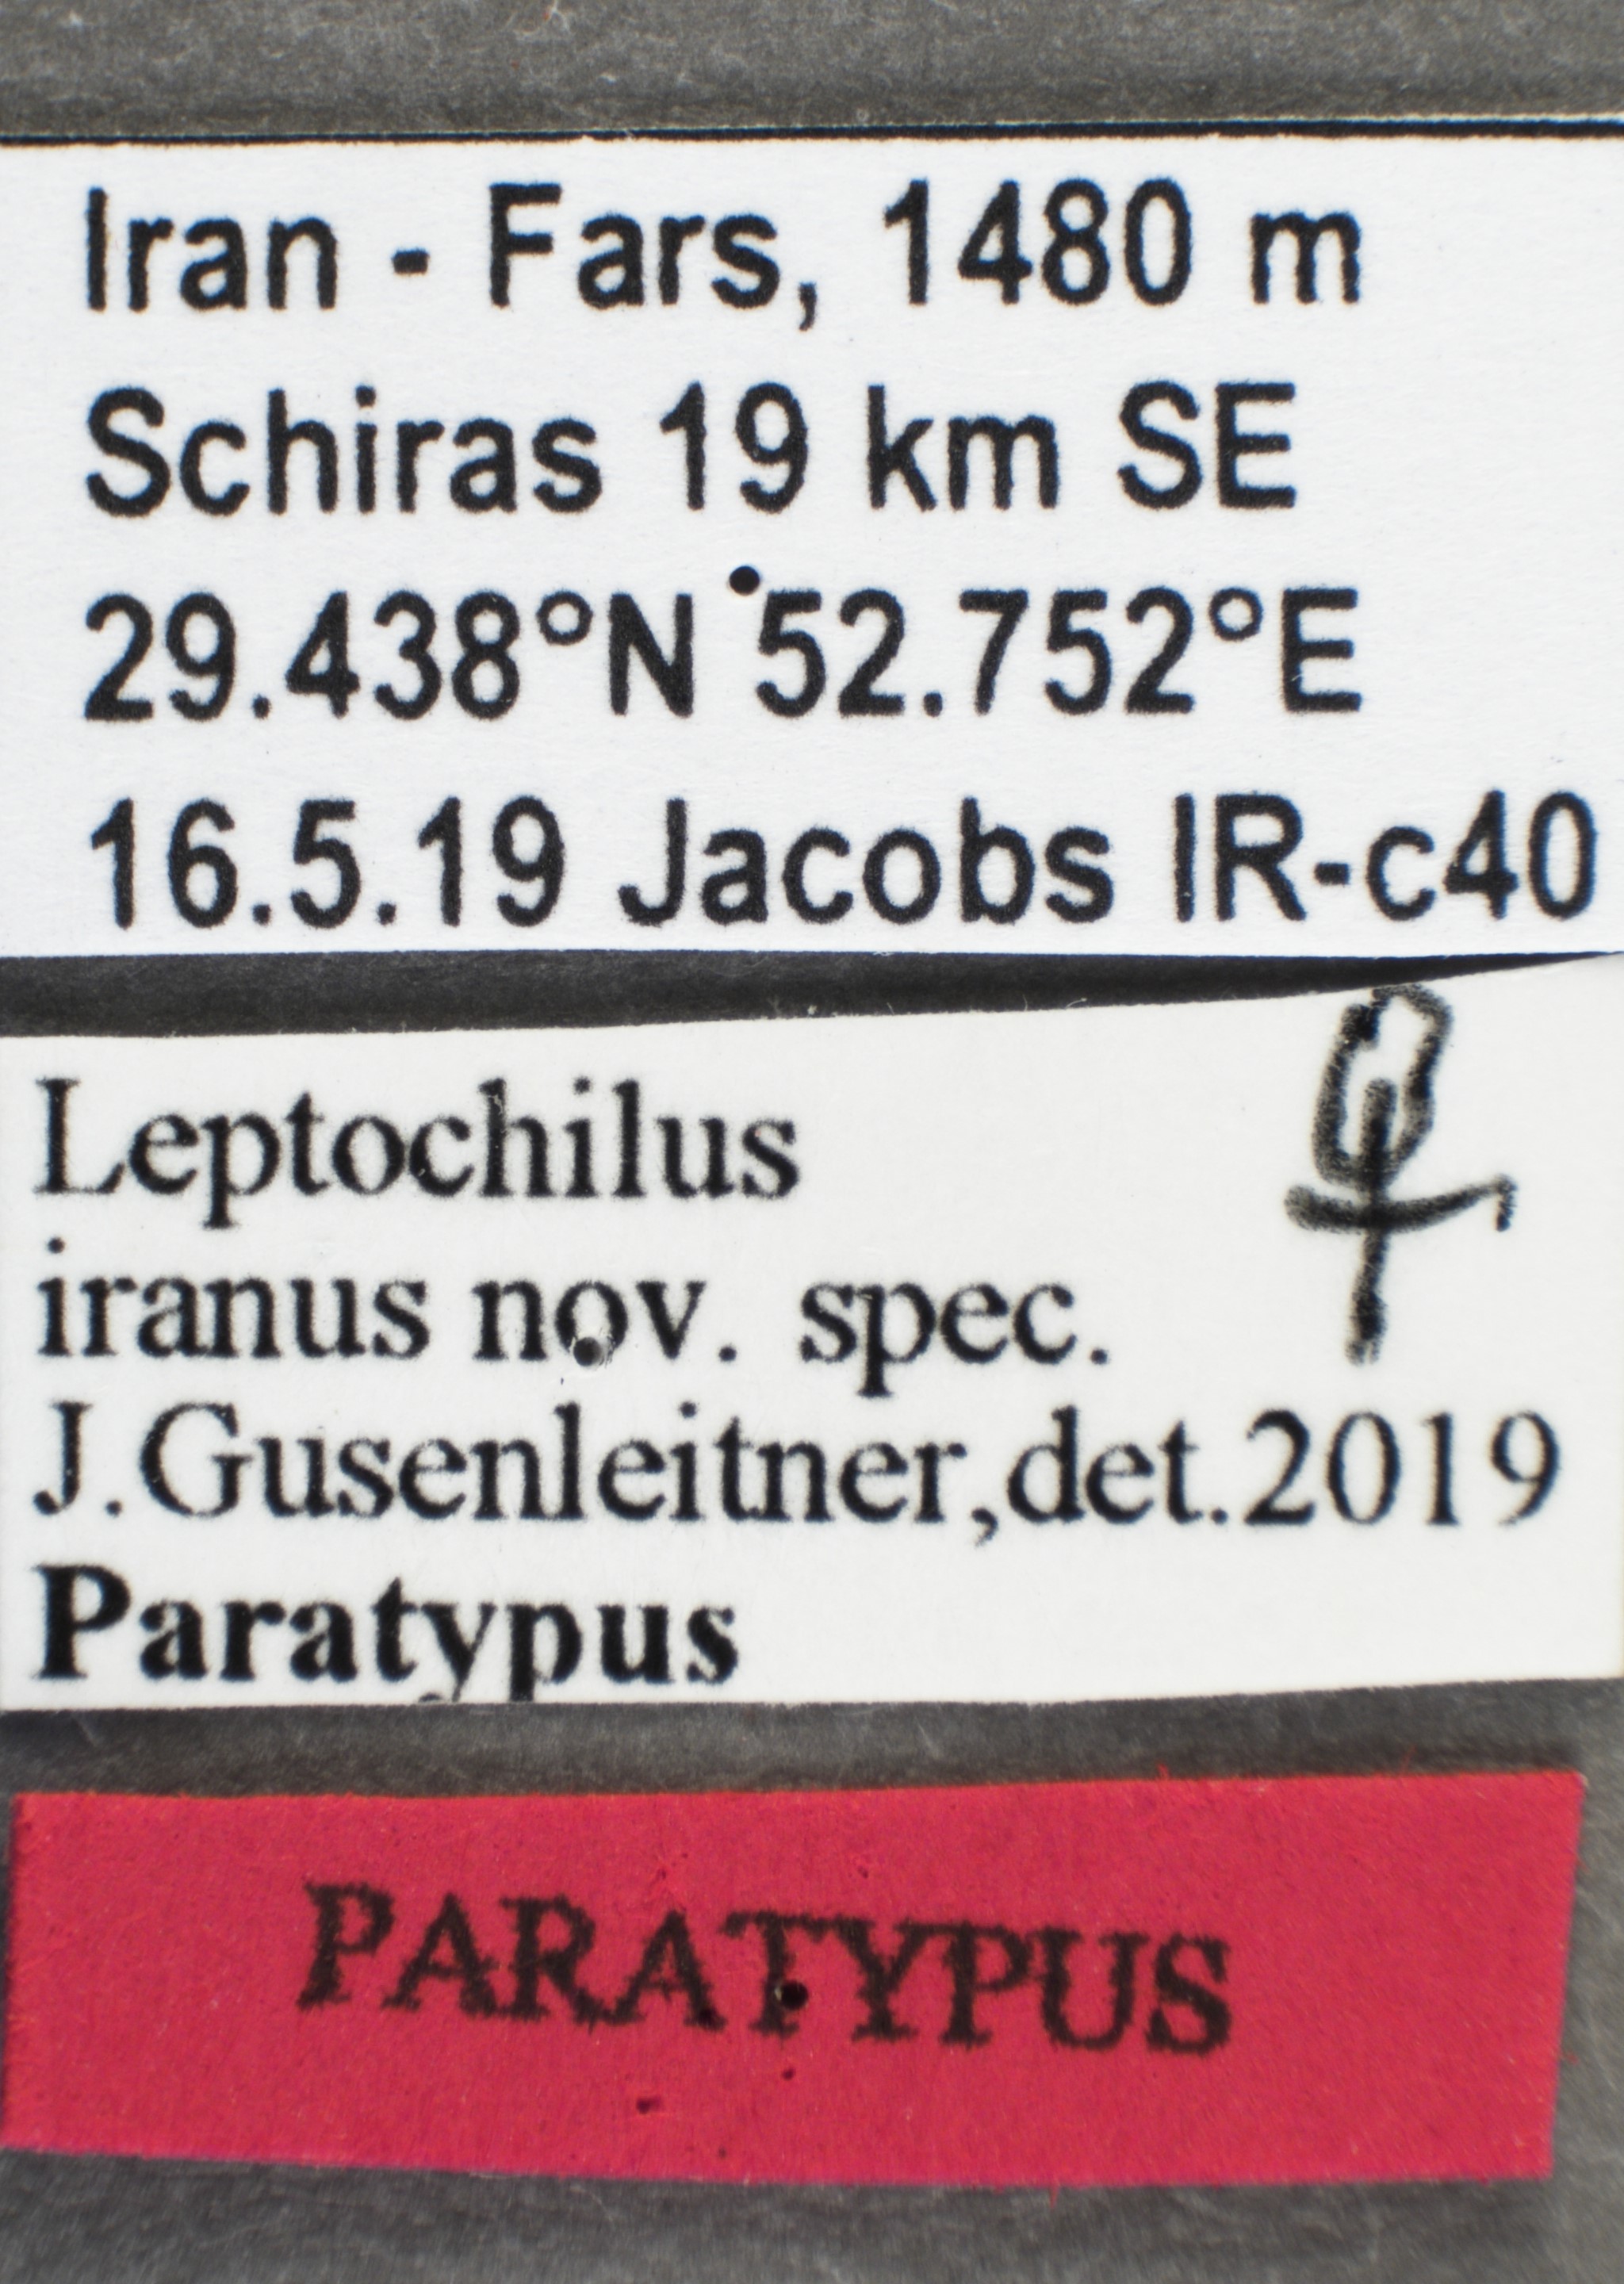 Iran - Fars, 1480 m
Schiras 19 km SE
29.438°N 52.752°E
16.5.19 Jacobs IR-c40
♀
Leptochilus
iranus nov. spec.
J.Gusenleitner,det.2019
Paratypus
PARATYPUS